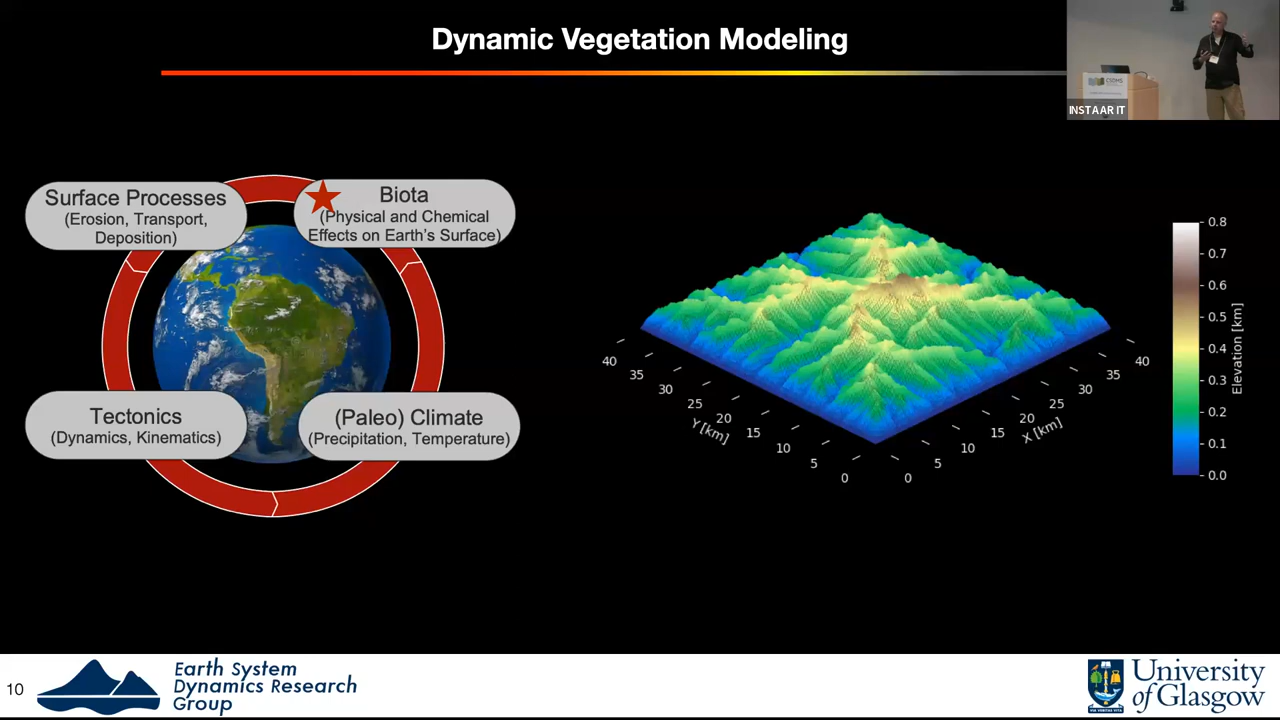 Dynamic Vegetation Modeling
INSTAAR IT
CSDMS
Surface Processes
(Erosion, Transport,
Deposition)
Biota
(Physical and Chemical
Effects on Earth's Surface)
Tectonics
(Dynamics, Kinematics)
(Paleo) Climate
(Precipitation, Temperature)
40
35
30
25
20
15
10
5
0
Y [km]
0
5
10
15
20
25
30
35
40
X [km]
0.8
0.7
0.6
0.5
0.4
0.3
0.2
0.1
0.0
Elevation [km]
10
Earth System
Dynamics Research
Group
University
of Glasgow